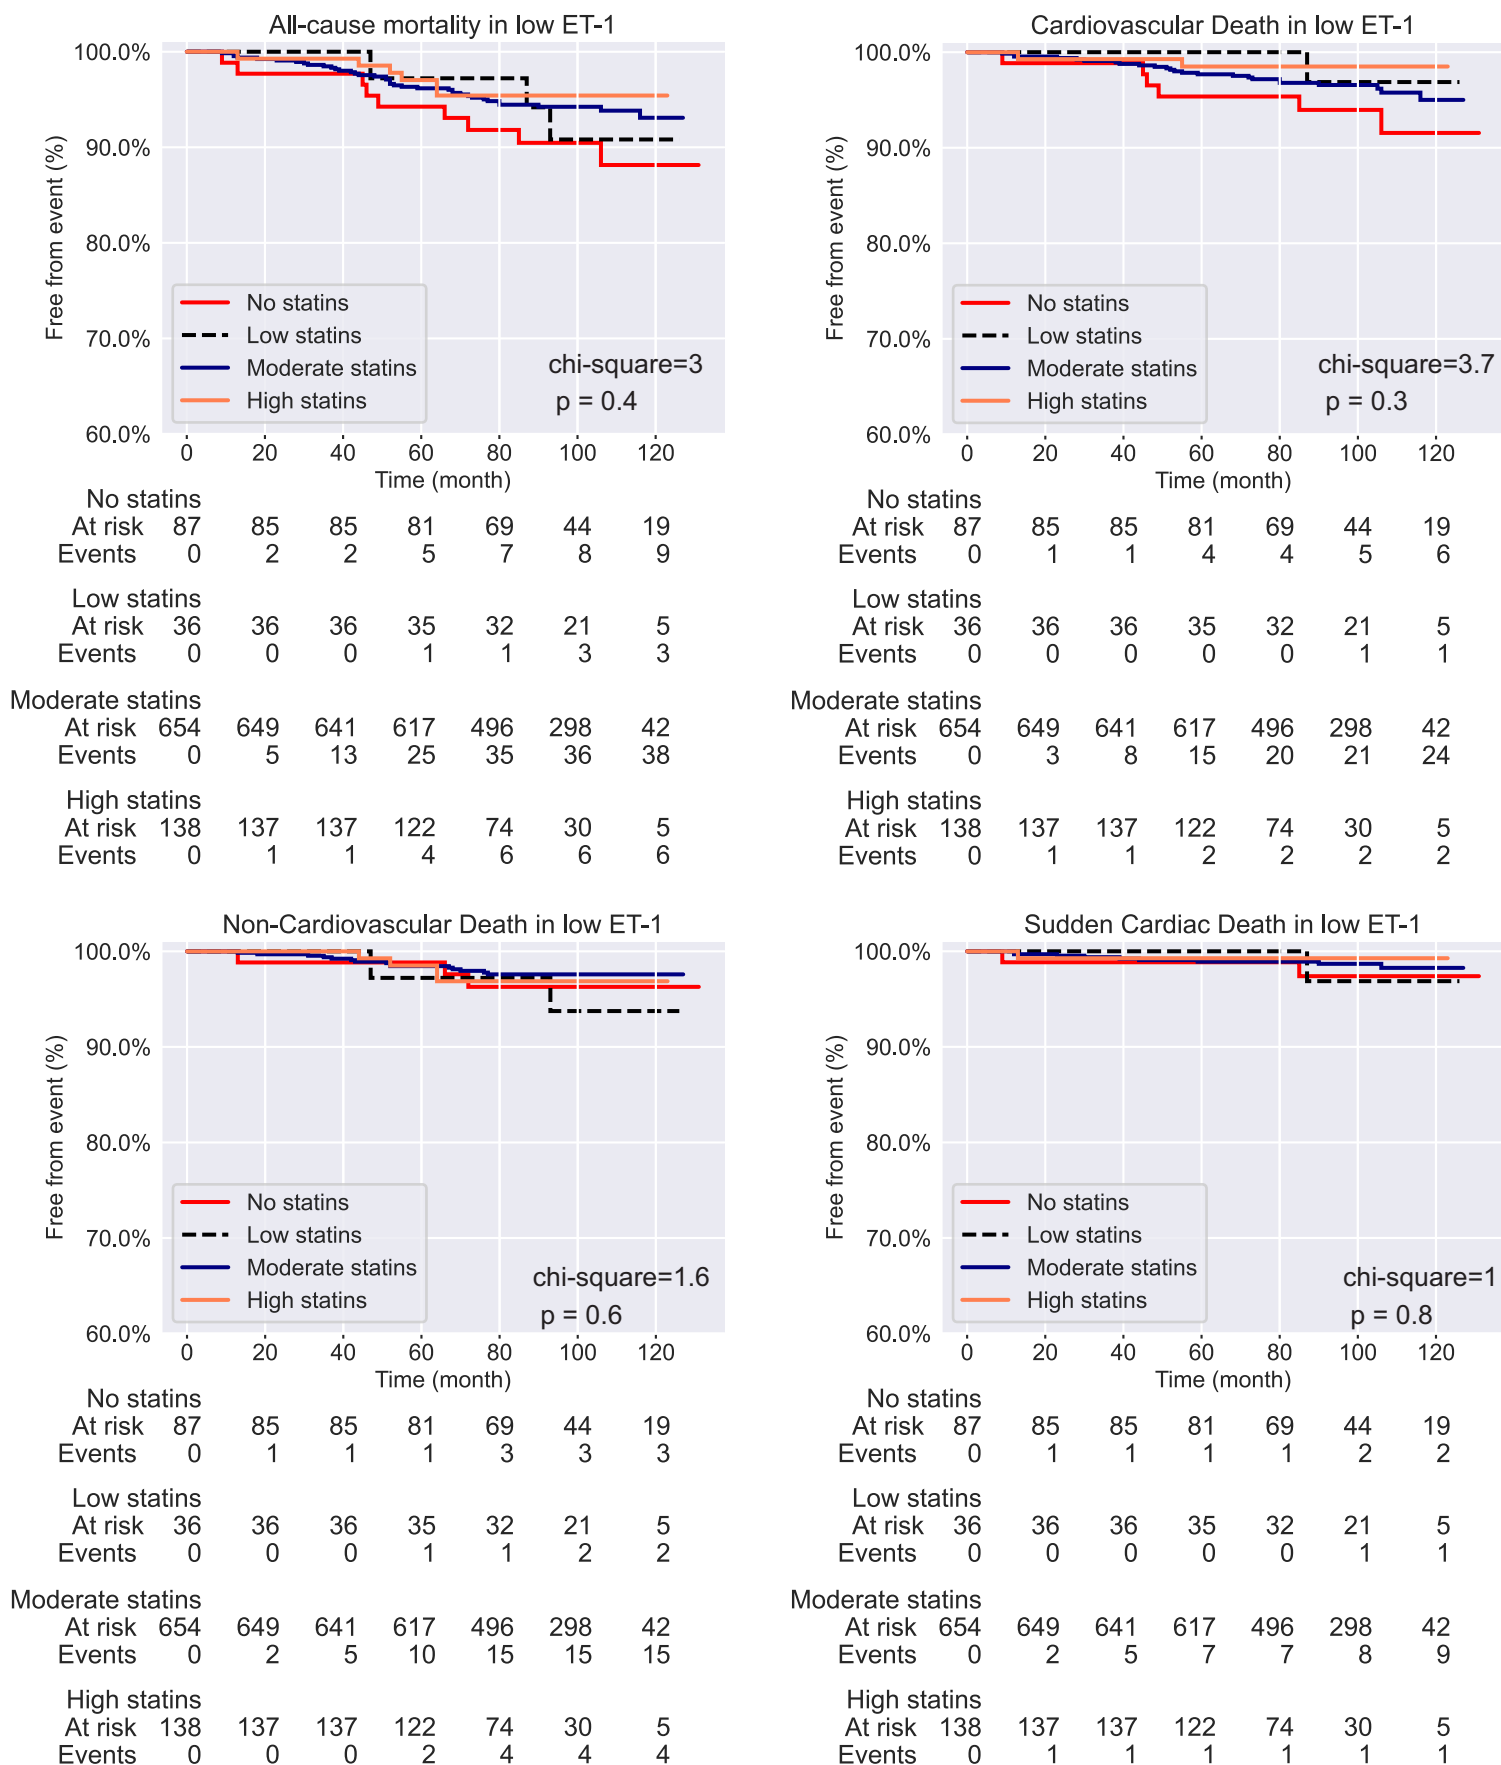 All-cause mortality in low ET-1
100.0%
90.0%
80.0%
70.0%
60.0%
Free from event (%)
No statins
Low statins
Moderate statins
High statins
chi-square=3
p = 0.4
0 20 40 60 80 100 120
Time (month)
No statins
At risk 87 85 85 81 69 44 19
Events 0 2 2 5 7 8 9
Low statins
At risk 36 36 36 35 32 21 5
Events 0 0 0 1 1 3 3
Moderate statins
At risk 654 649 641 617 496 298 42
Events 0 5 13 25 35 36 38
High statins
At risk 138 137 137 122 74 30 5
Events 0 1 1 4 6 6 6
Cardiovascular Death in low ET-1
100.0%
90.0%
80.0%
70.0%
60.0%
Free from event (%)
No statins
Low statins
Moderate statins
High statins
chi-square=3.7
p = 0.3
0 20 40 60 80 100 120
Time (month)
No statins
At risk 87 85 85 81 69 44 19
Events 0 1 1 4 4 5 6
Low statins
At risk 36 36 36 35 32 21 5
Events 0 0 0 0 0 1 1
Moderate statins
At risk 654 649 641 617 496 298 42
Events 0 3 8 15 20 21 24
High statins
At risk 138 137 137 122 74 30 5
Events 0 1 1 2 2 2 2
Non-Cardiovascular Death in low ET-1
100.0%
90.0%
80.0%
70.0%
60.0%
Free from event (%)
No statins
Low statins
Moderate statins
High statins
chi-square=1.6
p = 0.6
0 20 40 60 80 100 120
Time (month)
No statins
At risk 87 85 85 81 69 44 19
Events 0 1 1 1 3 3 3
Low statins
At risk 36 36 36 35 32 21 5
Events 0 0 0 1 1 2 2
Moderate statins
At risk 654 649 641 617 496 298 42
Events 0 2 5 10 15 15 15
High statins
At risk 138 137 137 122 74 30 5
Events 0 0 0 2 4 4 4
Sudden Cardiac Death in low ET-1
100.0%
90.0%
80.0%
70.0%
60.0%
Free from event (%)
No statins
Low statins
Moderate statins
High statins
chi-square=1
p = 0.8
0 20 40 60 80 100 120
Time (month)
No statins
At risk 87 85 85 81 69 44 19
Events 0 1 1 1 1 2 2
Low statins
At risk 36 36 36 35 32 21 5
Events 0 0 0 0 0 1 1
Moderate statins
At risk 654 649 641 617 496 298 42
Events 0 2 5 7 7 8 9
High statins
At risk 138 137 137 122 74 30 5
Events 0 1 1 1 1 1 1